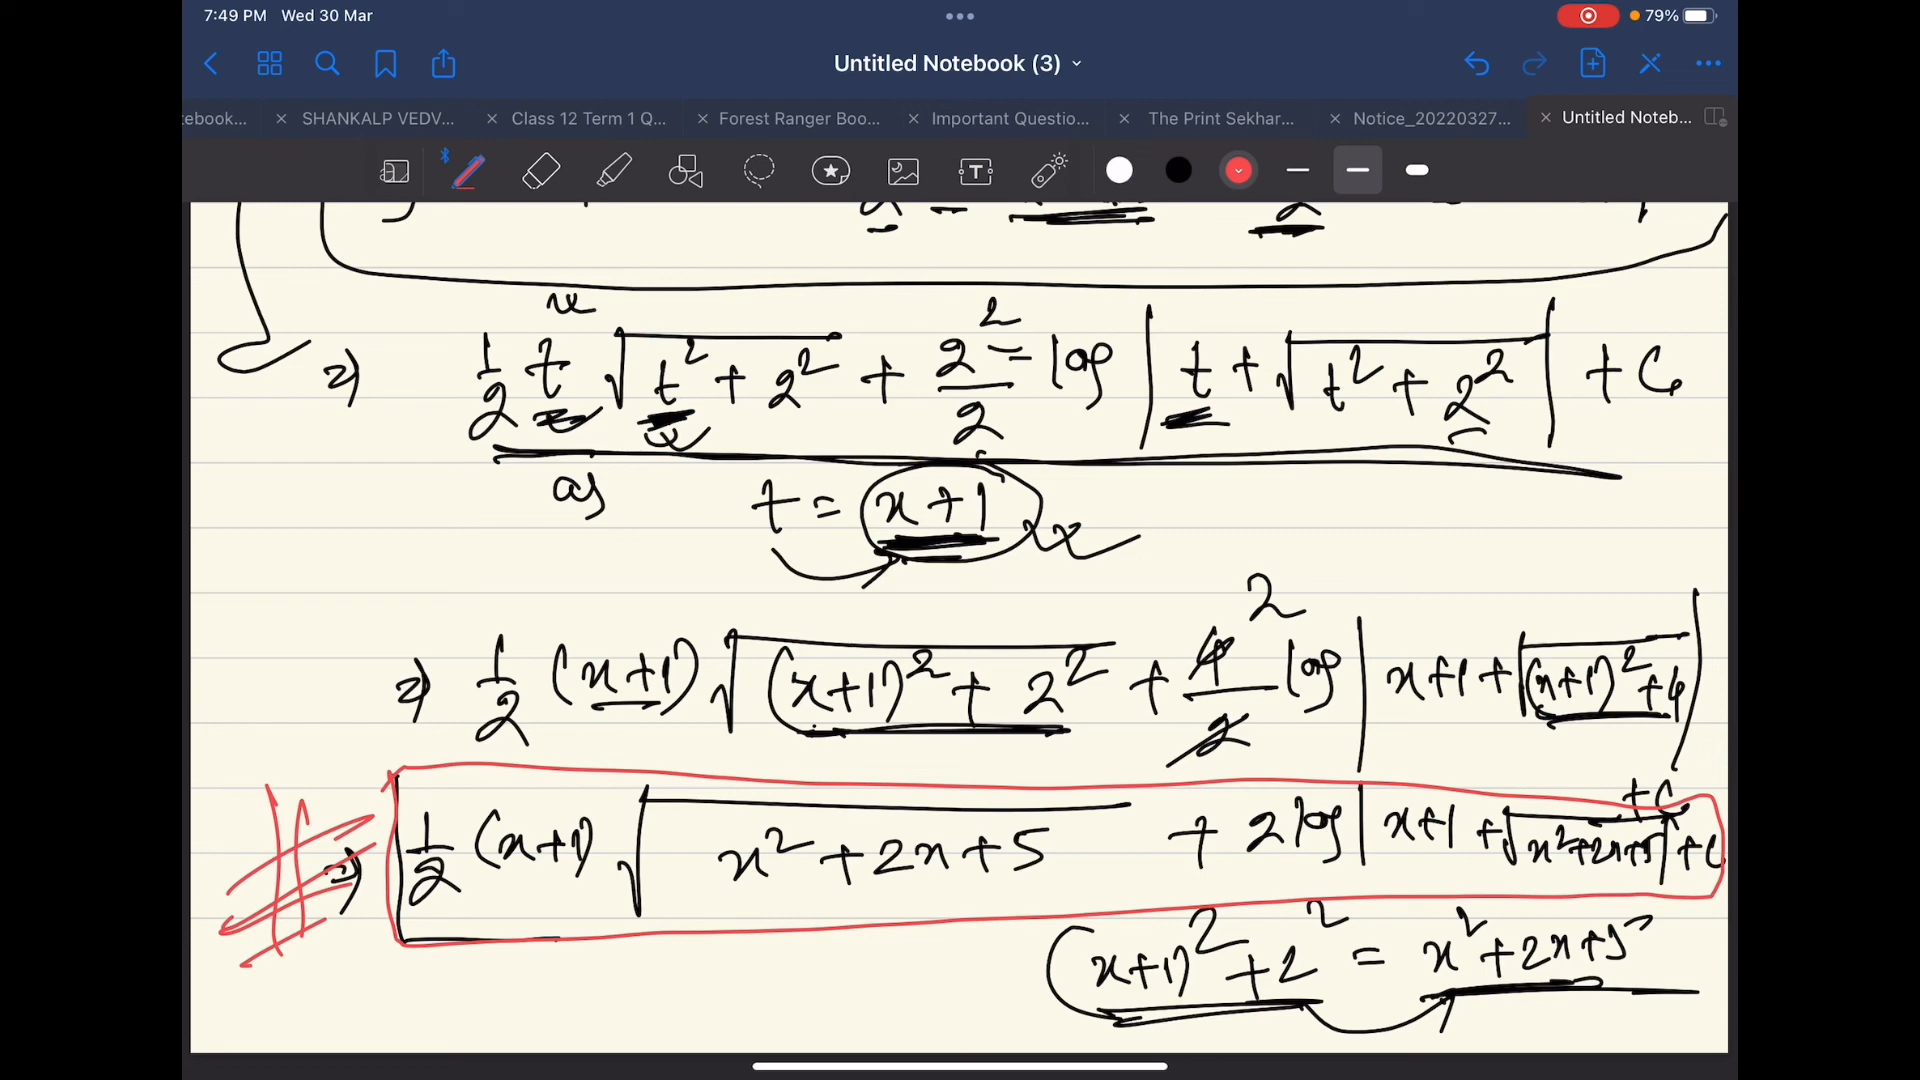 7:49 PM Wed 30 Mar
79%
Untitled Notebook (3)
tebook... × SHANKALP VEDV... × Class 12 Term 1 Q... × Forest Ranger Boo... × Important Questio... × The Print Sekhar... × Notice_20220327... × Untitled Noteb...
T
⇒) 1/2 t √(t² + 2²) + 2²/2 log |t + √(t² + 2²)| + C
as t = x+1
⇒) 1/2 (x+1) √((x+1)² + 2²) + 4/2 log |x+1 + √((x+1)² + 4)|
+ C
⇒) 1/2 (x+1) √(x² + 2x + 5) + 2 log |x+1 + √(x²+2x+5)| + C
(x+1)² + 2² = x² + 2x + 5